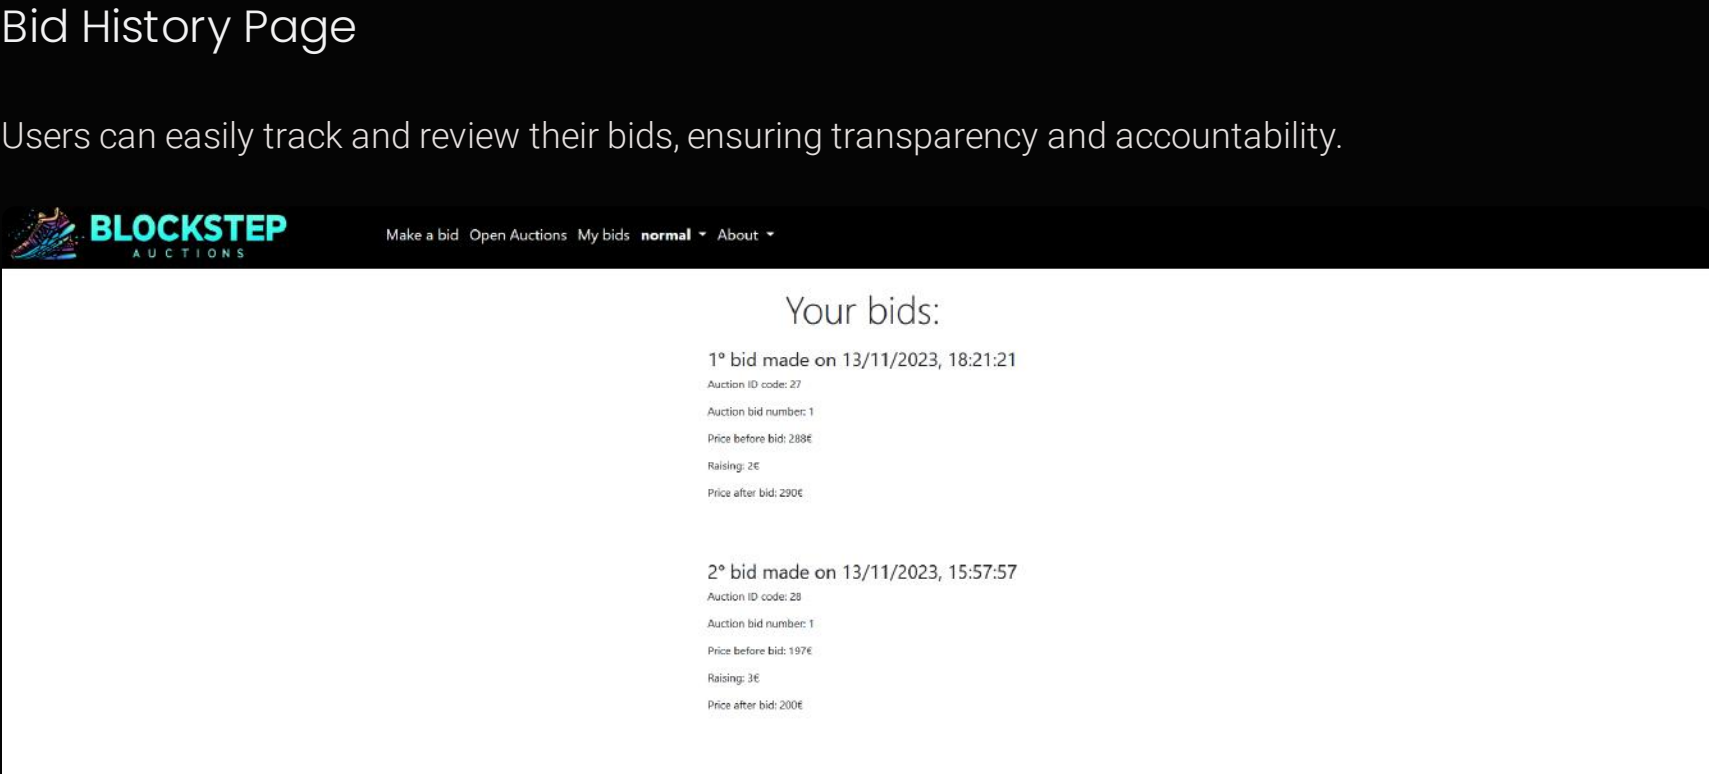 Bid History Page
Users can easily track and review their bids, ensuring transparency and accountability.
BLOCKSTEP
AUCTIONS
Make a bid Open Auctions My bids normal About
Your bids:
1° bid made on 13/11/2023, 18:21:21
Auction ID code: 27
Auction bid number: 1
Price before bid: 288€
Raising: 2€
Price after bid: 290€
2° bid made on 13/11/2023, 15:57:57
Auction ID code: 28
Auction bid number: 1
Price before bid: 197€
Raising: 3€
Price after bid: 200€